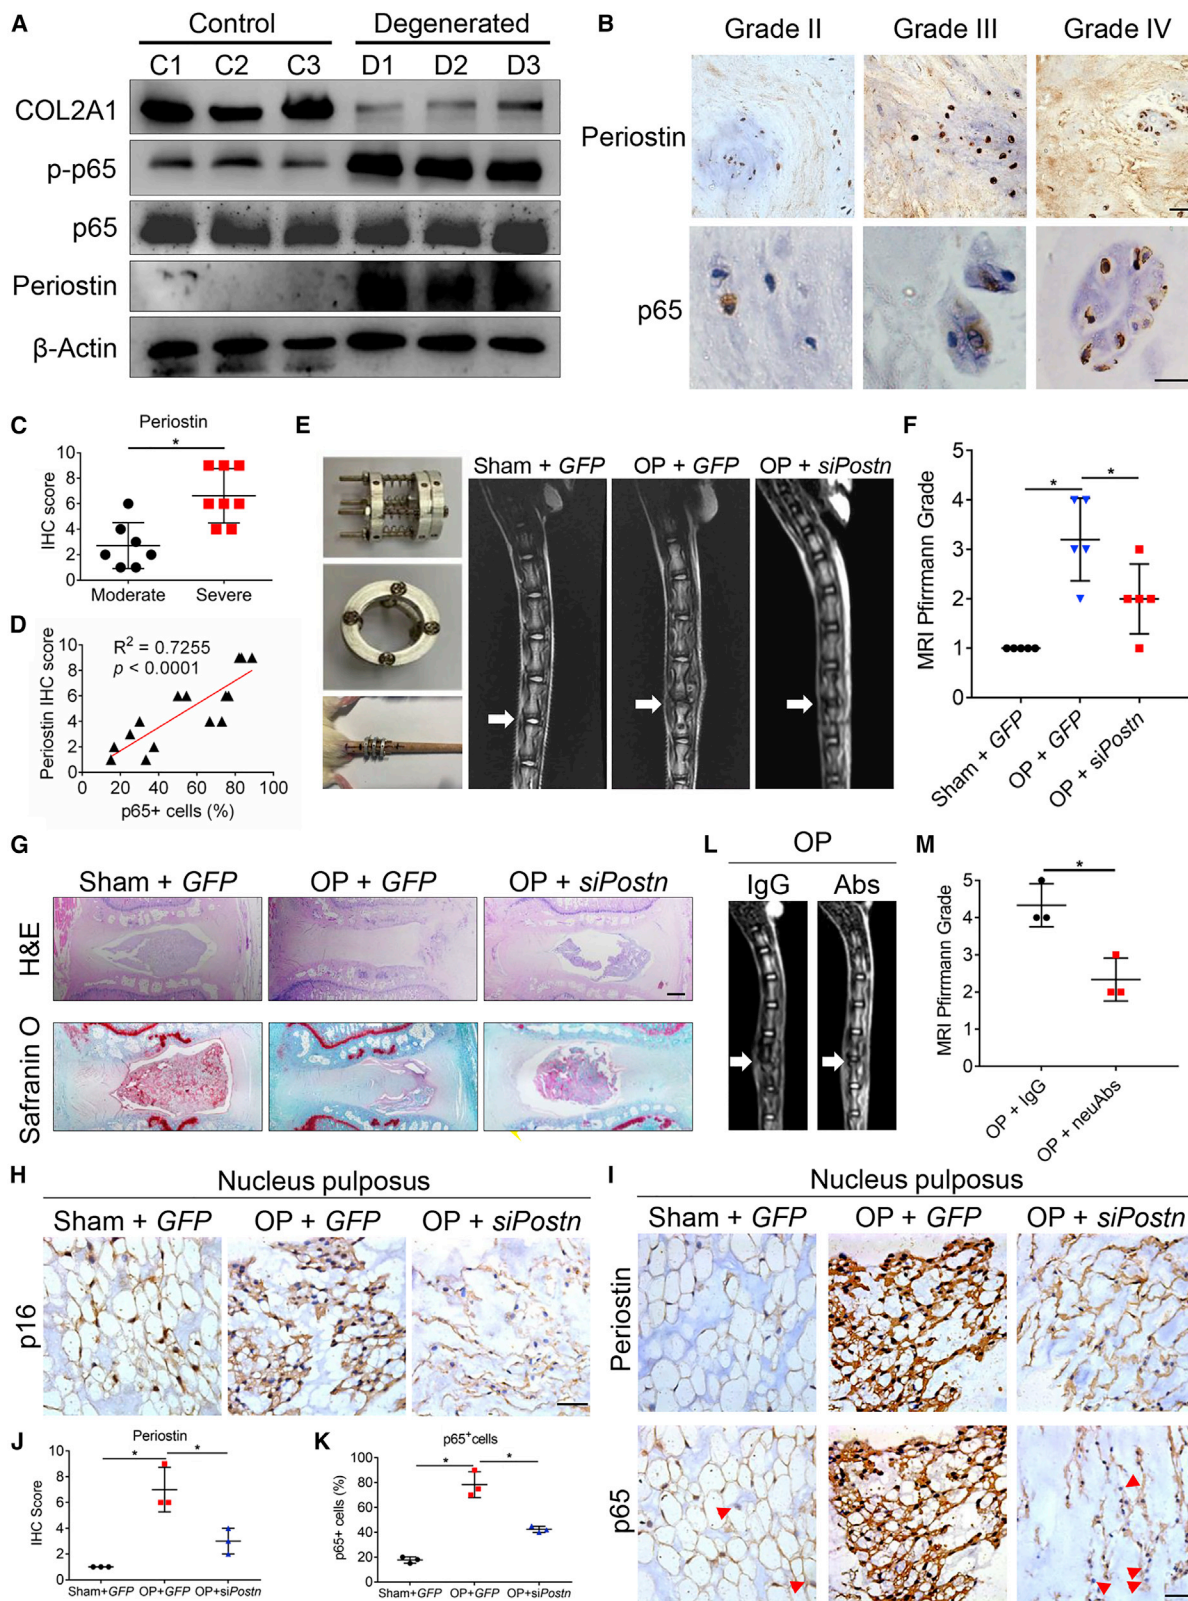 A
Control Degenerated
C1 C2 C3 D1 D2 D3
COL2A1
p-p65
p65
Periostin
β-Actin
B
Grade II Grade III Grade IV
Periostin
p65
C
Periostin
*
IHC score
10
8
6
4
2
0
Moderate Severe
D
R² = 0.7255
p < 0.0001
Periostin IHC score
10
8
6
4
2
0
0 20 40 60 80 100
p65+ cells (%)
E
Sham + GFP OP + GFP OP + siPostn
F
MRI Pfirrmann Grade
5
4
3
2
1
0
* *
Sham + GFP
OP + GFP
OP + siPostn
G
Sham + GFP OP + GFP OP + siPostn
H&E
Safranin O
L
OP
IgG Abs
M
MRI Pfirrmann Grade
5
4
3
2
1
0
*
OP + IgG
OP + neuAbs
H
Nucleus pulposus
Sham + GFP OP + GFP OP + siPostn
p16
I
Nucleus pulposus
Sham + GFP OP + GFP OP + siPostn
Periostin
p65
J
Periostin
* *
IHC Score
10
8
6
4
2
0
Sham+GFP OP+GFP OP+siPostn
K
p65⁺cells
* *
p65+ cells (%)
100
80
60
40
20
0
Sham+GFP OP+GFP OP+siPostn